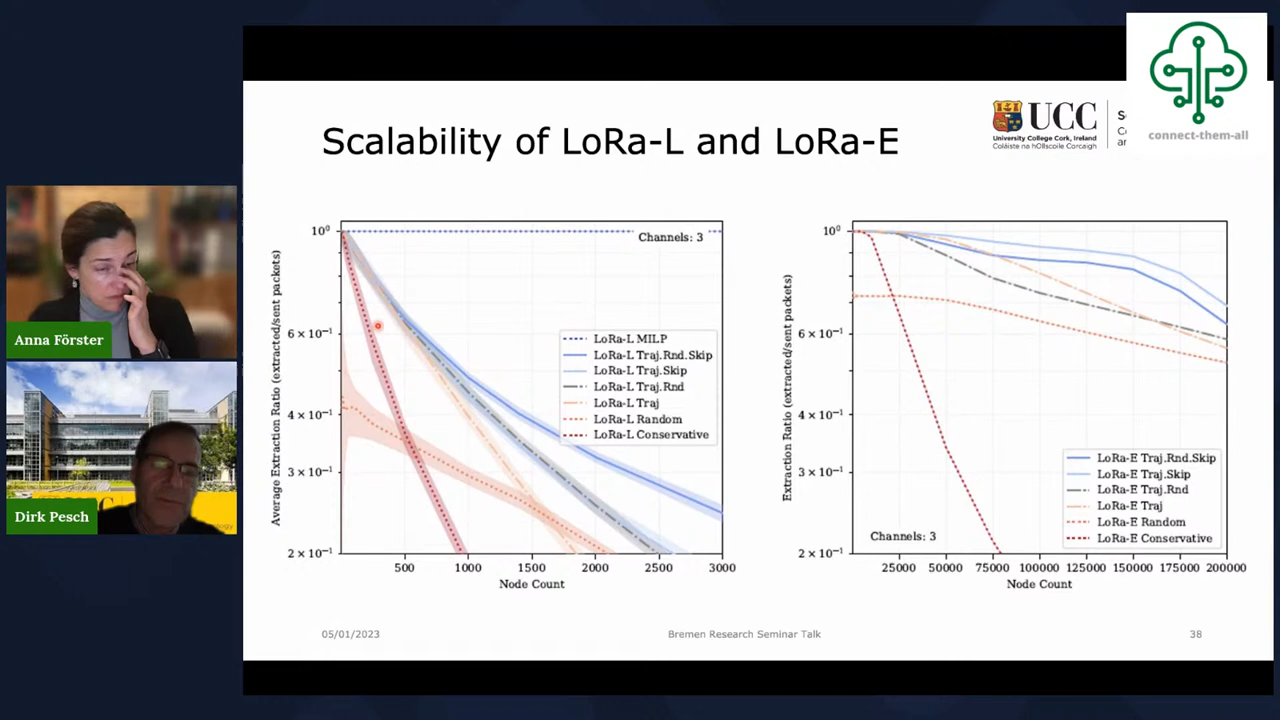 Scalability of LoRa-L and LoRa-E
UCC
University College Cork, Ireland
Coláiste na hOllscoile Corcaigh
connect-them-all
Anna Förster
Dirk Pesch
Average Extraction Ratio (extracted/sent packets)
10⁰
6 × 10⁻¹
4 × 10⁻¹
3 × 10⁻¹
2 × 10⁻¹
Channels: 3
LoRa-L MILP
LoRa-L Traj.Rnd.Skip
LoRa-L Traj.Skip
LoRa-L Traj.Rnd
LoRa-L Traj
LoRa-L Random
LoRa-L Conservative
500 1000 1500 2000 2500 3000
Node Count
Extraction Ratio (extracted/sent packets)
10⁰
6 × 10⁻¹
4 × 10⁻¹
3 × 10⁻¹
2 × 10⁻¹
LoRa-E Traj.Rnd.Skip
LoRa-E Traj.Skip
LoRa-E Traj.Rnd
LoRa-E Traj
LoRa-E Random
LoRa-E Conservative
Channels: 3
25000 50000 75000 100000 125000 150000 175000 200000
Node Count
05/01/2023
Bremen Research Seminar Talk
38